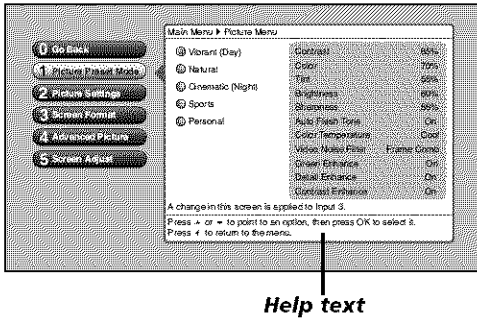 Main Menu ▶ Picture Menu
0 Go Back
1 Picture Preset Mode
2 Picture Settings
3 Screen Format
4 Advanced Picture
5 Screen Adjust
Vibrant (Day)
Natural
Cinematic (Night)
Sports
Personal
Contrast 85%
Color 70%
Tint 55%
Brightness 60%
Sharpness 55%
Auto Flesh Tone On
Color Temperature Cool
Video Noise Filter Frame Comb
Green Enhance On
Detail Enhance On
Contrast Enhance On
A change in this screen is applied to Input 3.
Press or to point to an option, then press OK to select it.
Press to return to the menu.
Help text